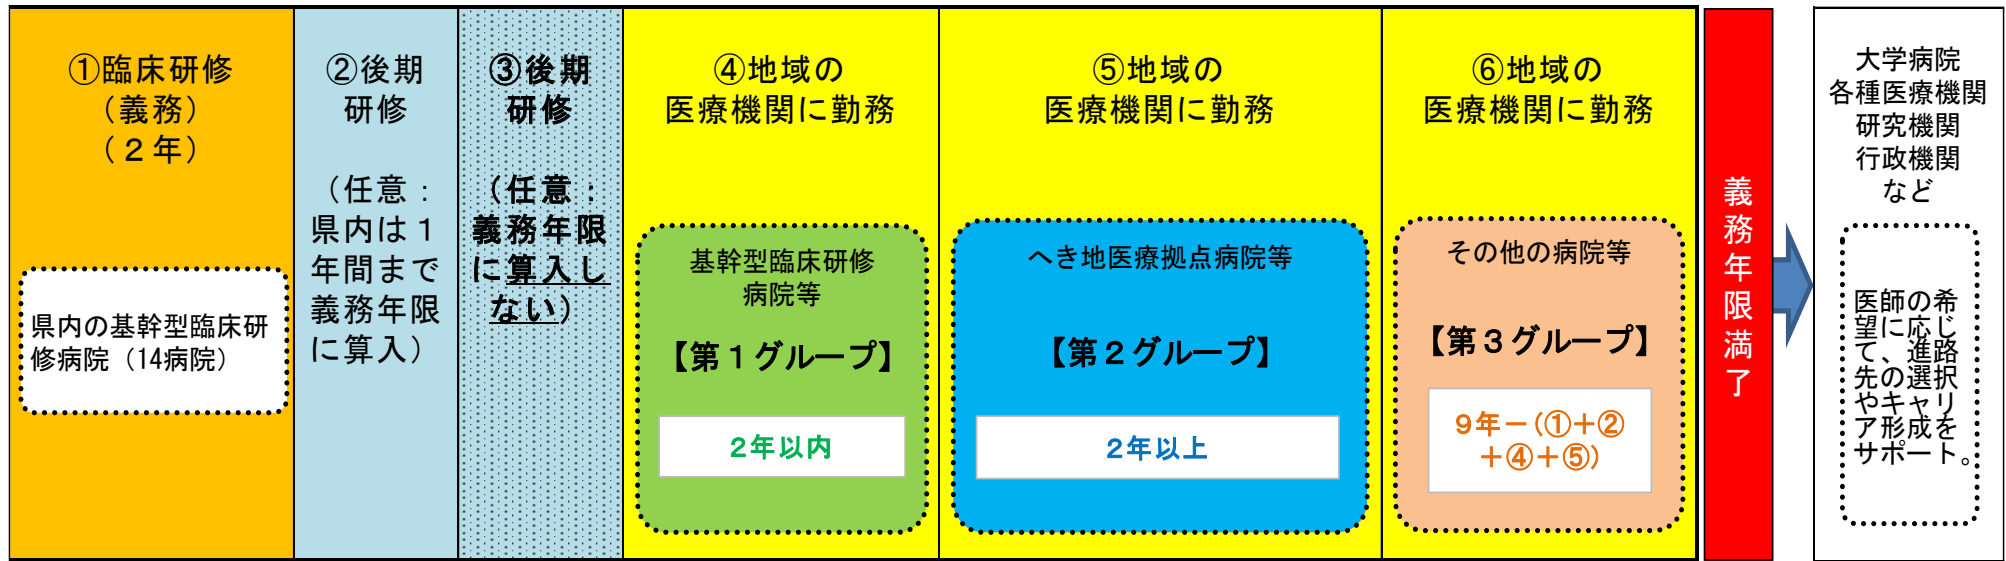 ①臨床研修
（義務）
（２年）
県内の基幹型臨床研
修病院（14病院）
②後期
研修
（任意：
県内は１
年間まで
義務年限
に算入）
③後期
研修
（任意：
義務年限
に算入し
ない）
④地域の
医療機関に勤務
基幹型臨床研修
病院等
【第１グループ】
2年以内
⑤地域の
医療機関に勤務
へき地医療拠点病院等
【第２グループ】
2年以上
⑥地域の
医療機関に勤務
その他の病院等
【第３グループ】
9年－(①＋②
＋④＋⑤)
義務年限満了
大学病院
各種医療機関
研究機関
行政機関
など
医師の希
望に応じ
て、進路
先の選択
やキャリ
ア形成を
サポート。